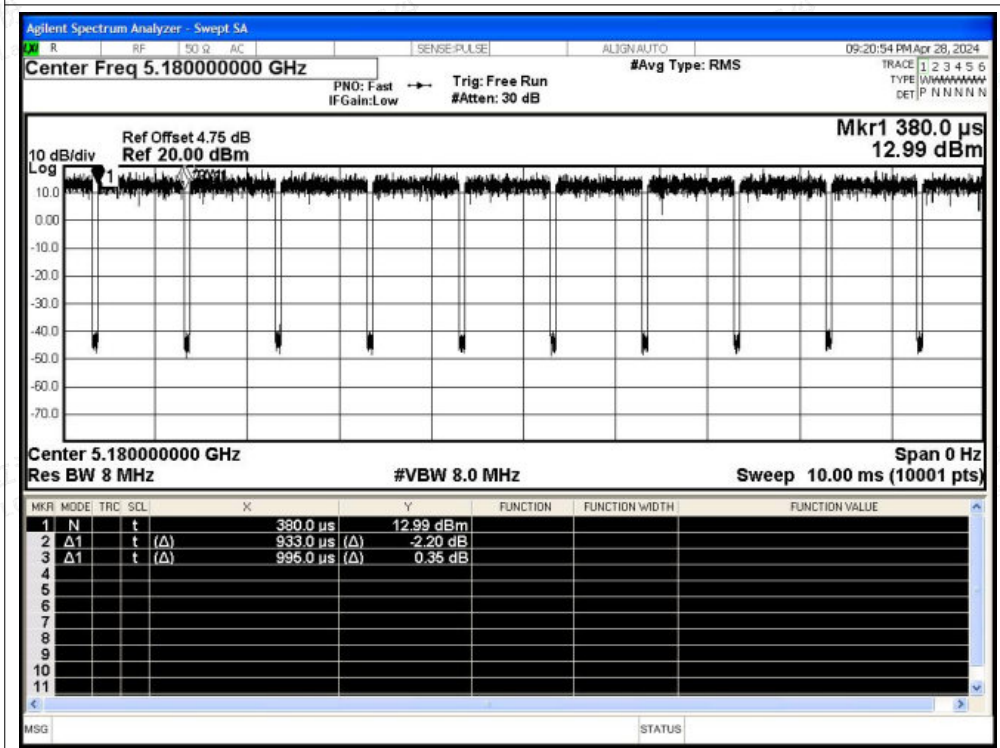 Agilent Spectrum Analyzer - Swept SA
LXI R RF 50 Ω AC SENSE:PULSE ALIGN AUTO 09:20:54 PM Apr 28, 2024
Center Freq 5.180000000 GHz
PNO: Fast
IFGain:Low
Trig: Free Run
#Atten: 30 dB
#Avg Type: RMS
TRACE 1 2 3 4 5 6
TYPE WWWWWW
DET P N N N N N
Mkr1 380.0 µs
12.99 dBm
Ref Offset 4.75 dB
10 dB/div Ref 20.00 dBm
Log
1
10.0
0.00
-10.0
-20.0
-30.0
-40.0
-50.0
-60.0
-70.0
Center 5.180000000 GHz Span 0 Hz
Res BW 8 MHz #VBW 8.0 MHz Sweep 10.00 ms (10001 pts)
MKR MODE TRC SCL X Y FUNCTION FUNCTION WIDTH FUNCTION VALUE
1 N t 380.0 µs 12.99 dBm
2 Δ1 t (Δ) 933.0 µs (Δ) -2.20 dB
3 Δ1 t (Δ) 995.0 µs (Δ) 0.35 dB
4
5
6
7
8
9
10
11
MSG STATUS